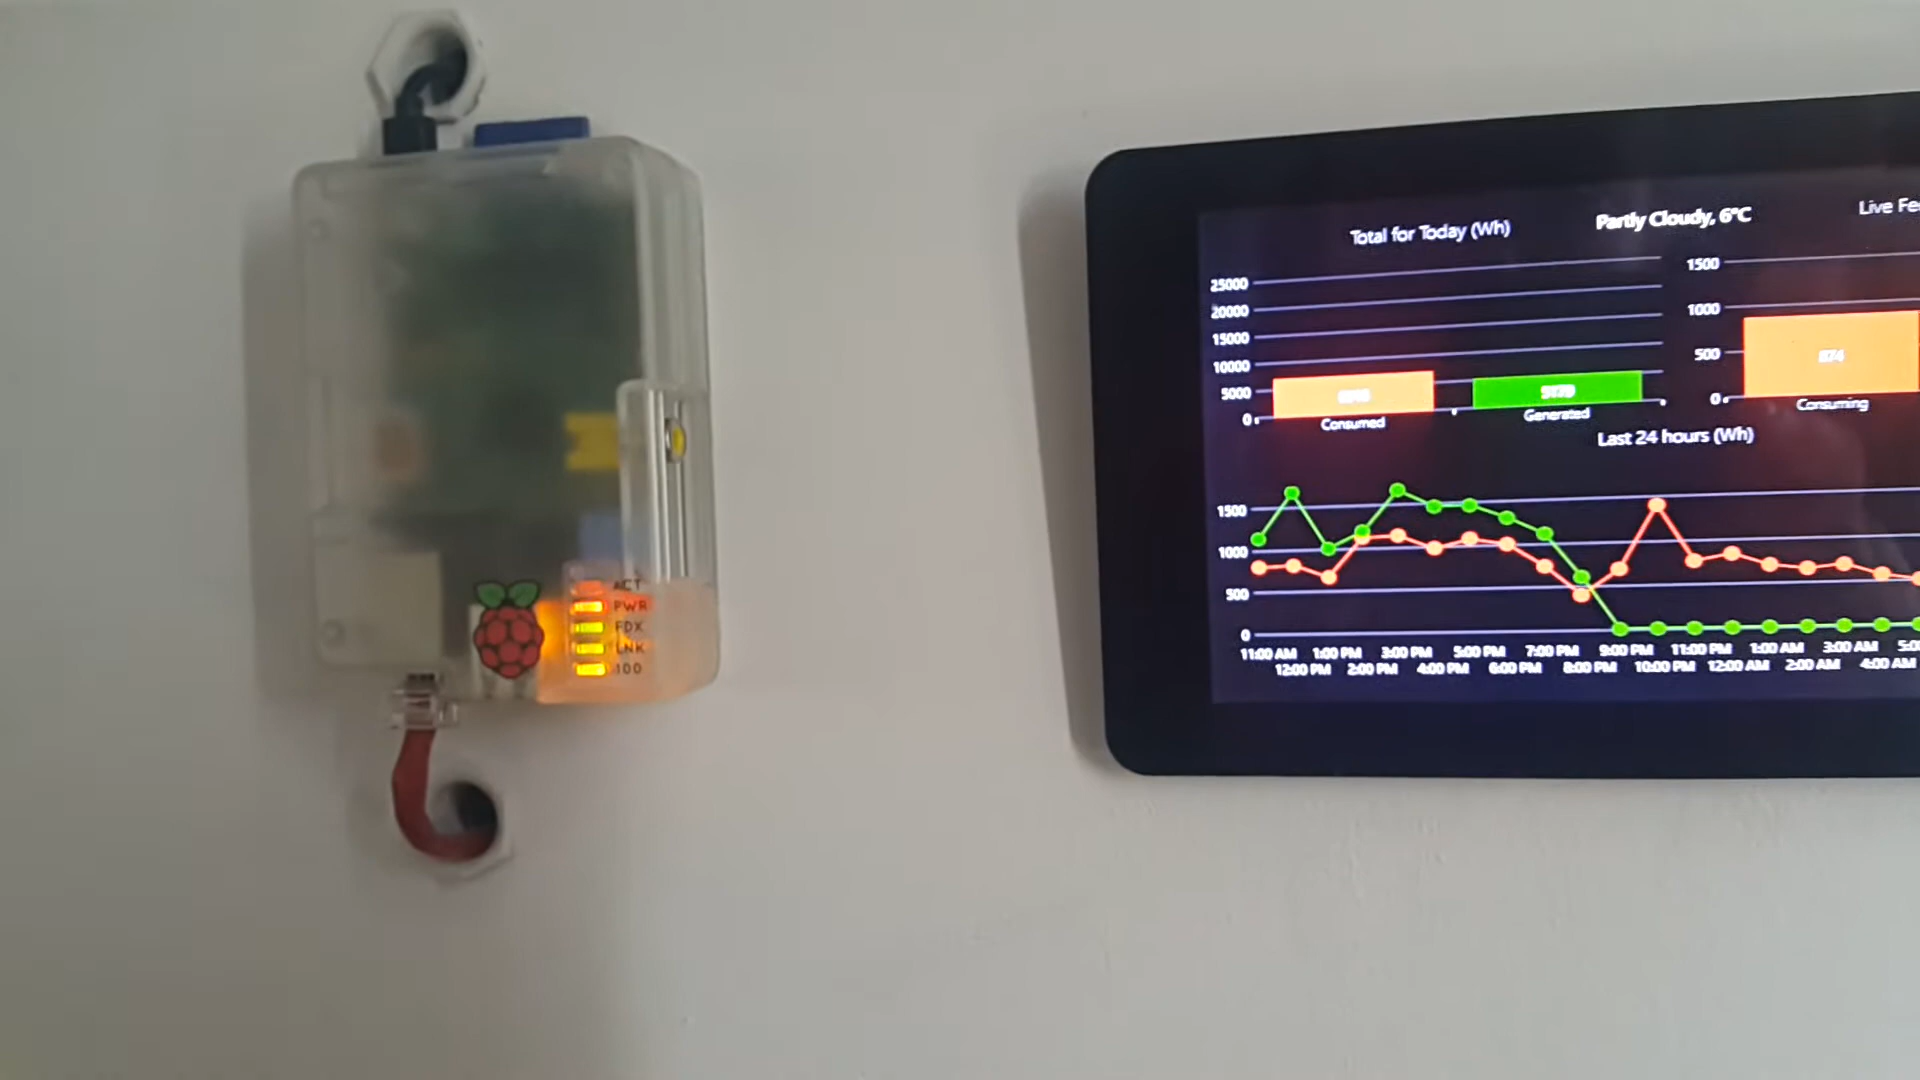 ACT
PWR
FDX
LNK
100
Total for Today (Wh)
Partly Cloudy, 6°C
Live Fe
25000
20000
15000
10000
5000
0
Consumed
Generated
1500
1000
500
0
874
Consuming
Last 24 hours (Wh)
1500
1000
500
0
11:00 AM 1:00 PM 3:00 PM 5:00 PM 7:00 PM 9:00 PM 11:00 PM 1:00 AM 3:00 AM 5:0
12:00 PM 2:00 PM 4:00 PM 6:00 PM 8:00 PM 10:00 PM 12:00 AM 2:00 AM 4:00 AM